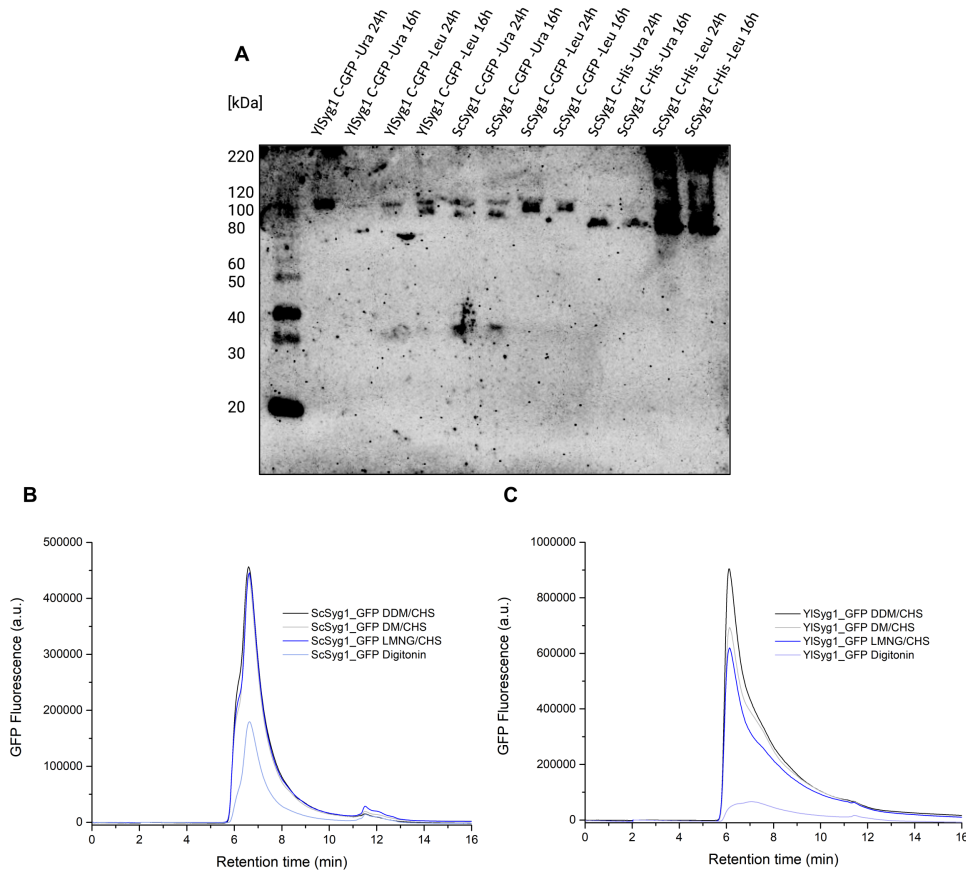 A
[kDa]
YlSyg1 C-GFP -Ura 24h
YlSyg1 C-GFP -Ura 16h
YlSyg1 C-GFP -Leu 24h
YlSyg1 C-GFP -Leu 16h
ScSyg1 C-GFP -Ura 24h
ScSyg1 C-GFP -Ura 16h
ScSyg1 C-GFP -Leu 24h
ScSyg1 C-GFP -Leu 16h
ScSyg1 C-His -Ura 24h
ScSyg1 C-His -Ura 16h
ScSyg1 C-His -Leu 24h
ScSyg1 C-His -Leu 16h
220
120
100
80
60
50
40
30
20
B
GFP Fluorescence (a.u.)
500000
400000
300000
200000
100000
0
ScSyg1_GFP DDM/CHS
ScSyg1_GFP DM/CHS
ScSyg1_GFP LMNG/CHS
ScSyg1_GFP Digitonin
0 2 4 6 8 10 12 14 16
Retention time (min)
C
GFP Fluorescence (a.u.)
1000000
800000
600000
400000
200000
0
YlSyg1_GFP DDM/CHS
YlSyg1_GFP DM/CHS
YlSyg1_GFP LMNG/CHS
YlSyg1_GFP Digitonin
0 2 4 6 8 10 12 14 16
Retention time (min)